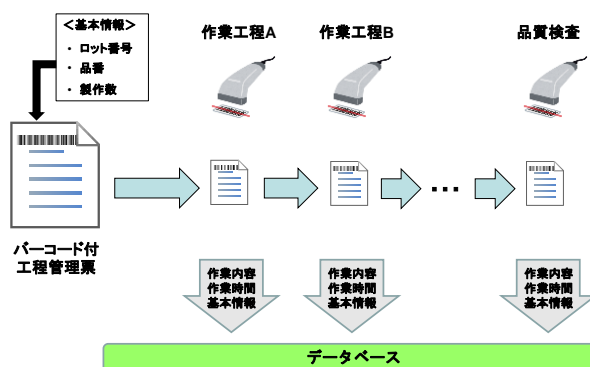 <基本情報>
・ ロット番号
・ 品番
・ 製作数
作業工程A
作業工程B
品質検査
・・・
バーコード付
工程管理票
作業内容
作業時間
基本情報
作業内容
作業時間
基本情報
作業内容
作業時間
基本情報
データベース